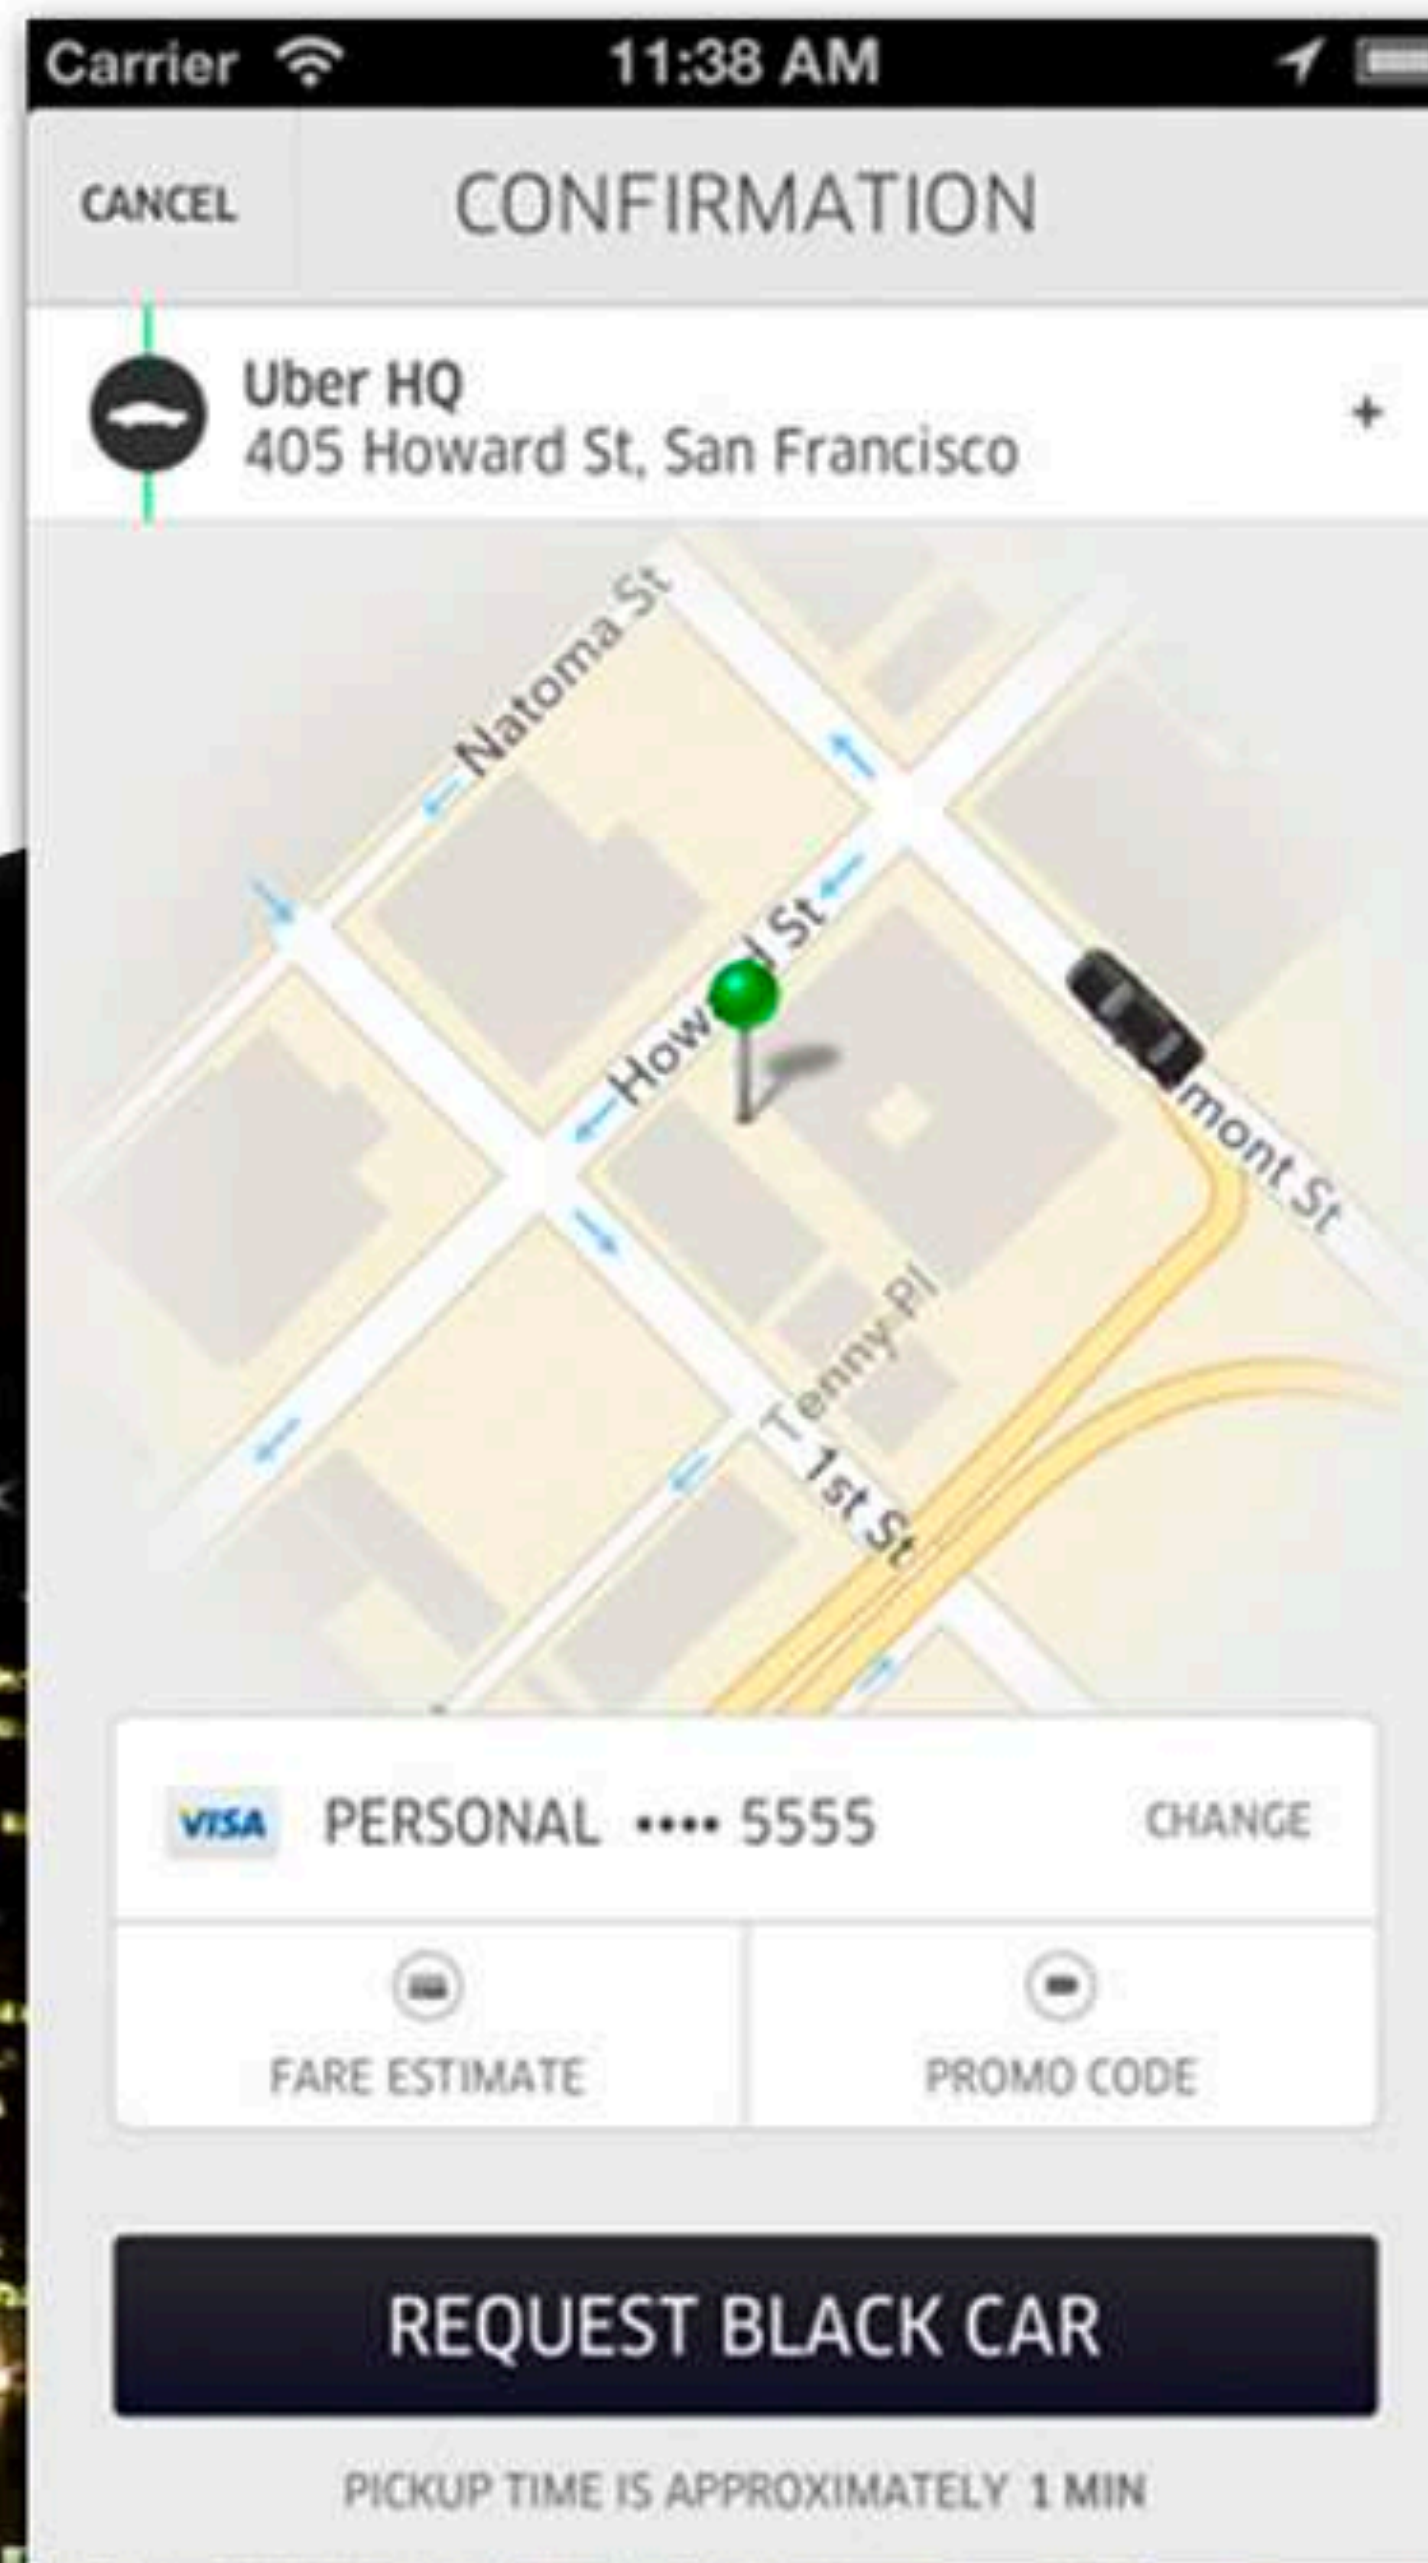 Carrier 11:38 AM
CANCEL CONFIRMATION
Uber HQ
405 Howard St, San Francisco +
Natoma St
How d St
mont St
Tenny Pl
1st St
VISA PERSONAL •••• 5555 CHANGE
FARE ESTIMATE PROMO CODE
REQUEST BLACK CAR
PICKUP TIME IS APPROXIMATELY 1 MIN